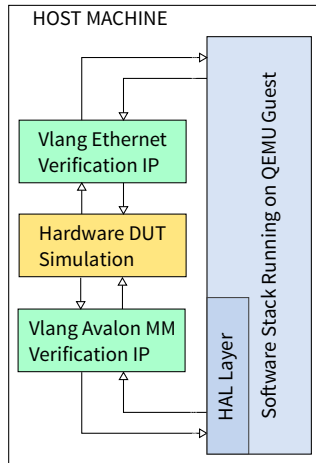 HOST MACHINE
Vlang Ethernet
Verification IP
Hardware DUT
Simulation
Vlang Avalon MM
Verification IP
HAL Layer
Software Stack Running on QEMU Guest